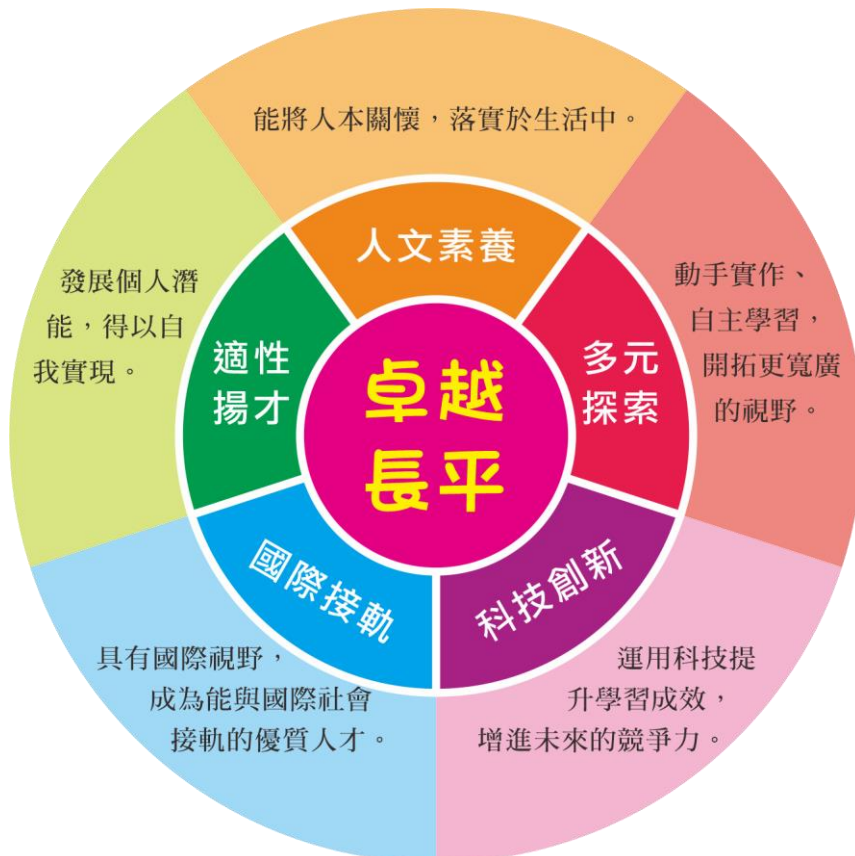 能將人本關懷，落實於生活中。
人文素養
動手實作、
自主學習，
開拓更寬廣
的視野。
多元
探索
運用科技提
升學習成效，
增進未來的競爭力。
科技創新
具有國際視野，
成為能與國際社會
接軌的優質人才。
國際接軌
發展個人潛
能，得以自
我實現。
適性
揚才
卓越
長平